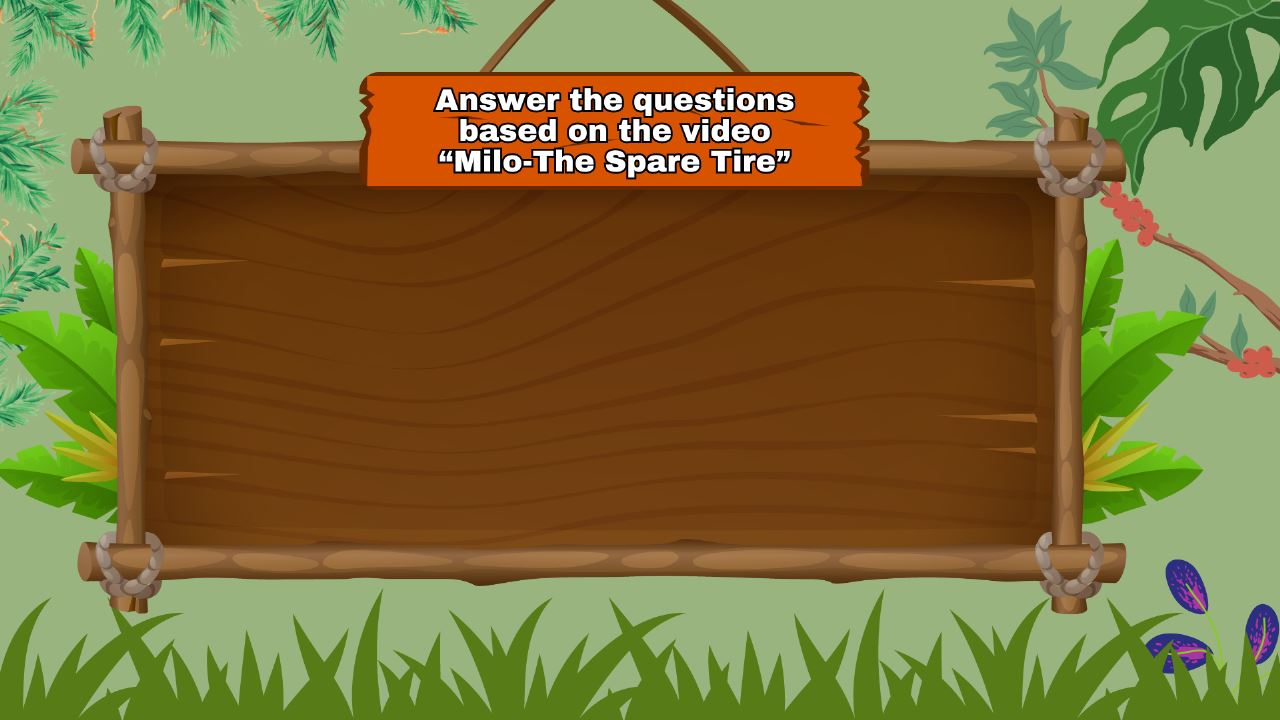 Answer the questions
based on the video
“Milo-The Spare Tire”